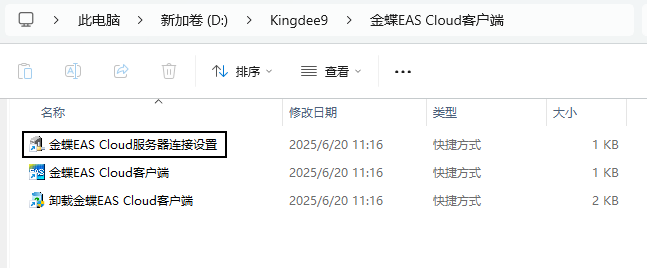 此电脑 > 新加卷 (D:) > Kingdee9 > 金蝶EAS Cloud客户端
排序 查看 ...
名称 修改日期 类型 大小
金蝶EAS Cloud服务器连接设置 2025/6/20 11:16 快捷方式 1 KB
金蝶EAS Cloud客户端 2025/6/20 11:16 快捷方式 1 KB
卸载金蝶EAS Cloud客户端 2025/6/20 11:16 快捷方式 2 KB